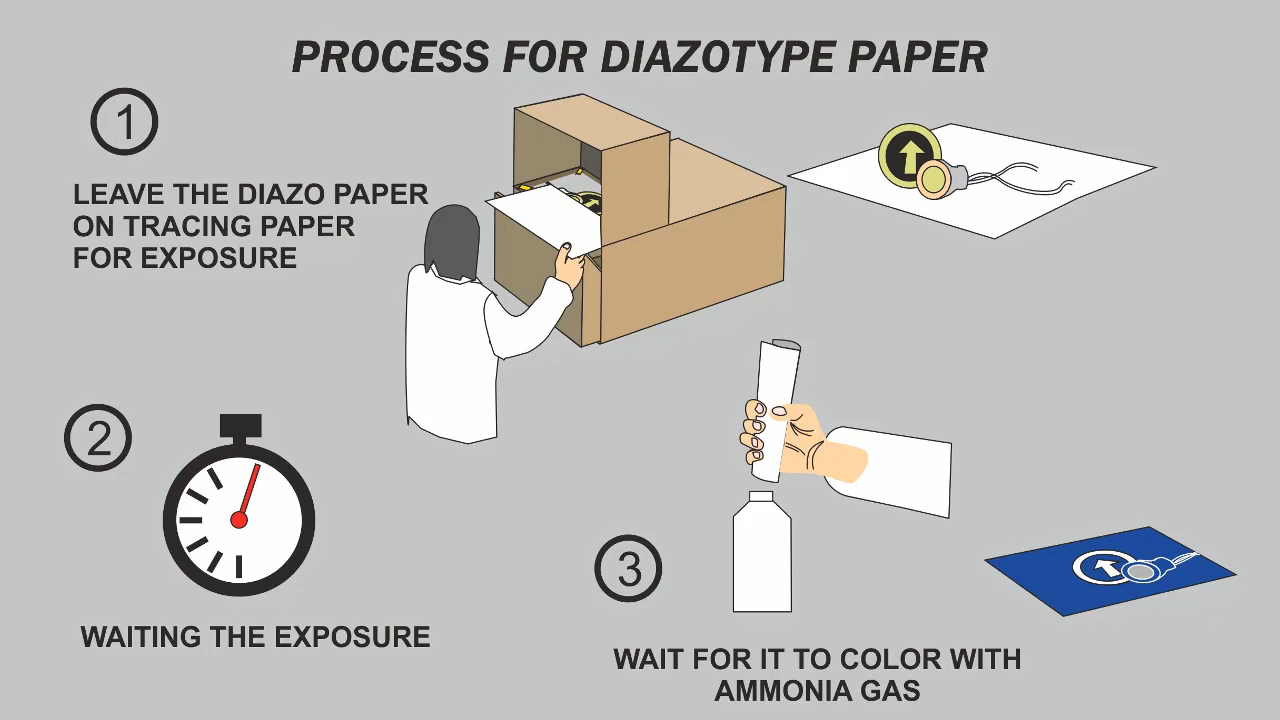 PROCESS FOR DIAZOTYPE PAPER
1
LEAVE THE DIAZO PAPER
ON TRACING PAPER
FOR EXPOSURE
2
WAITING THE EXPOSURE
3
WAIT FOR IT TO COLOR WITH
AMMONIA GAS